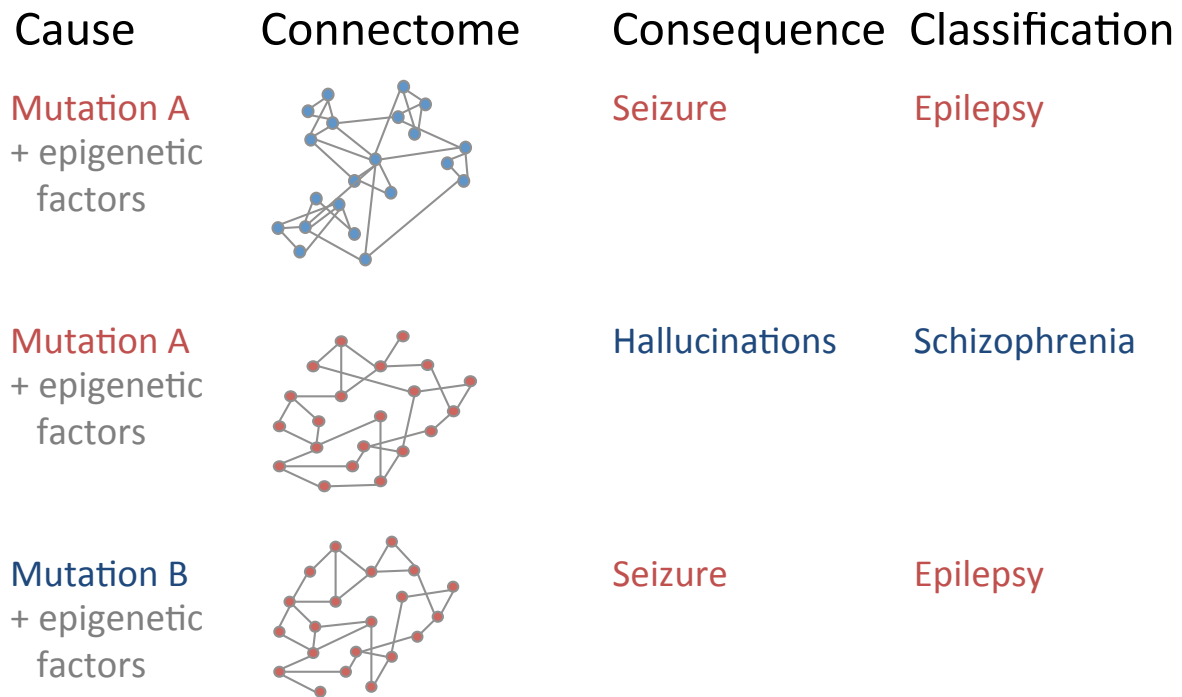 Cause Connectome Consequence Classification
Mutation A Seizure Epilepsy
+ epigenetic
factors
Mutation A Hallucinations Schizophrenia
+ epigenetic
factors
Mutation B Seizure Epilepsy
+ epigenetic
factors